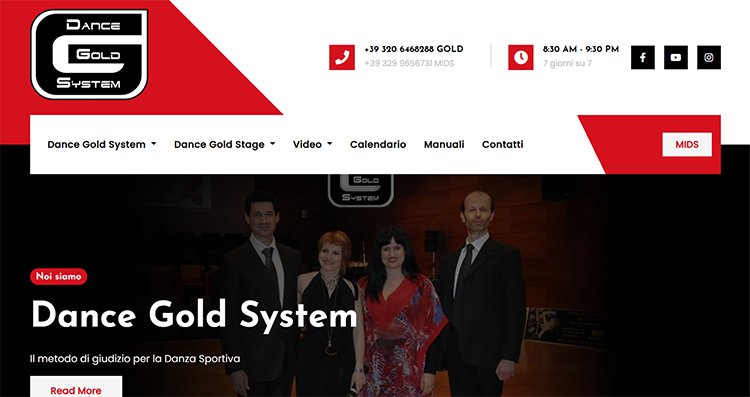 Dance
Gold
System
+39 320 6468288 GOLD
+39 329 9656731 MIDS
8:30 AM - 9:30 PM
7 giorni su 7
Dance Gold System
Dance Gold Stage
Video
Calendario
Manuali
Contatti
MIDS
Gold
System
Noi siamo
Dance Gold System
Il metodo di giudizio per la Danza Sportiva
Read More